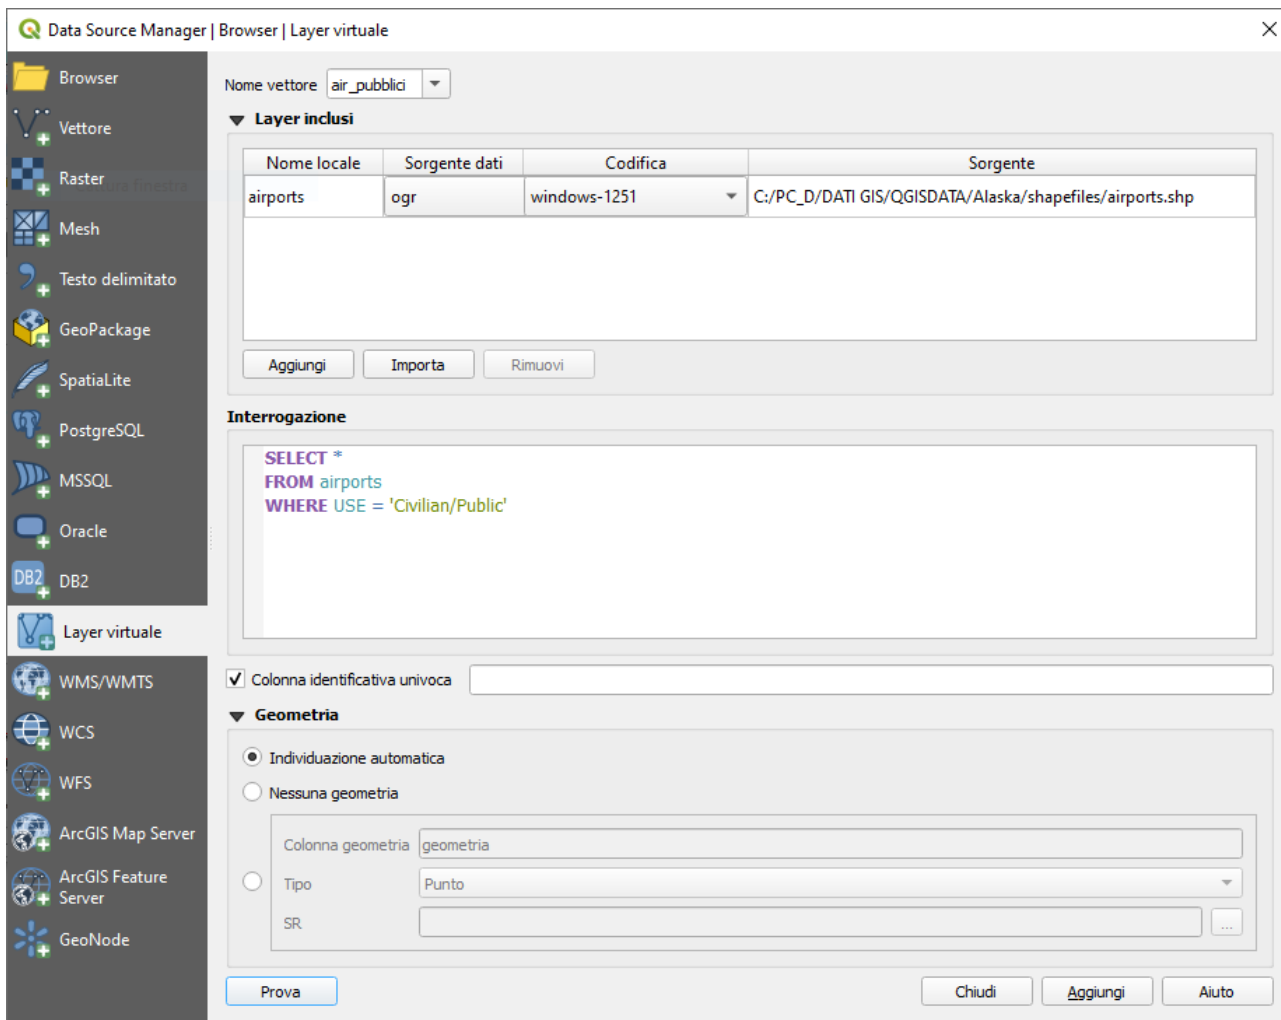 Data Source Manager | Browser | Layer virtuale
Browser
Vettore
Raster
Mesh
Testo delimitato
GeoPackage
SpatiaLite
PostgreSQL
MSSQL
Oracle
DB2
DB2
Layer virtuale
WMS/WMTS
WCS
WFS
ArcGIS Map Server
ArcGIS Feature
Server
GeoNode
Nome vettore air_pubblici
Layer inclusi
Nome locale Sorgente dati Codifica Sorgente
airports ogr windows-1251 C:/PC_D/DATI GIS/QGISDATA/Alaska/shapefiles/airports.shp
Aggiungi Importa Rimuovi
Interrogazione
SELECT *
FROM airports
WHERE USE = 'Civilian/Public'
Colonna identificativa univoca
Geometria
Individuazione automatica
Nessuna geometria
Colonna geometria geometria
Tipo Punto
SR ...
Prova Chiudi Aggiungi Aiuto